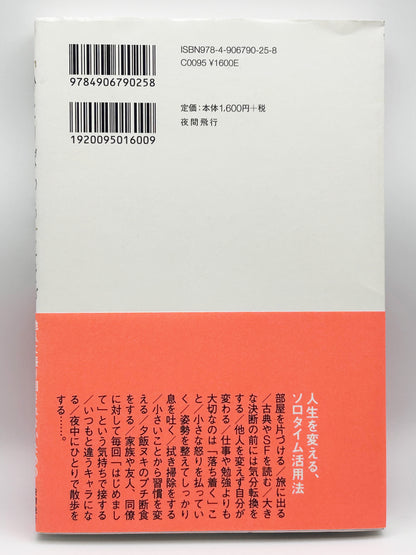 ISBN978-4-906790-25-8
C0095 ¥1600E
9784906790258
定価：本体1,600円＋税
夜間飛行
1920095016009
人生を変える、
ソロタイム活用法
部屋を片づける／旅に出る
／古典やSFを読む／大き
な決断の前には気分転換を
する／他人を変えず自分が
変わる／仕事や勉強よりも
大切なのは「落ち着く」こ
と／小さな怒りを払ってい
く／姿勢を整えてしっかり
息を吐く／拭き掃除をする
／小さいことから習慣を変
える／夕飯ヌキのプチ断食
をする／家族や友人、同僚
に対して毎回「はじめまし
て」という気持ちで接する
／いつもと違うキャラにな
る／夜中にひとりで散歩を
する……。